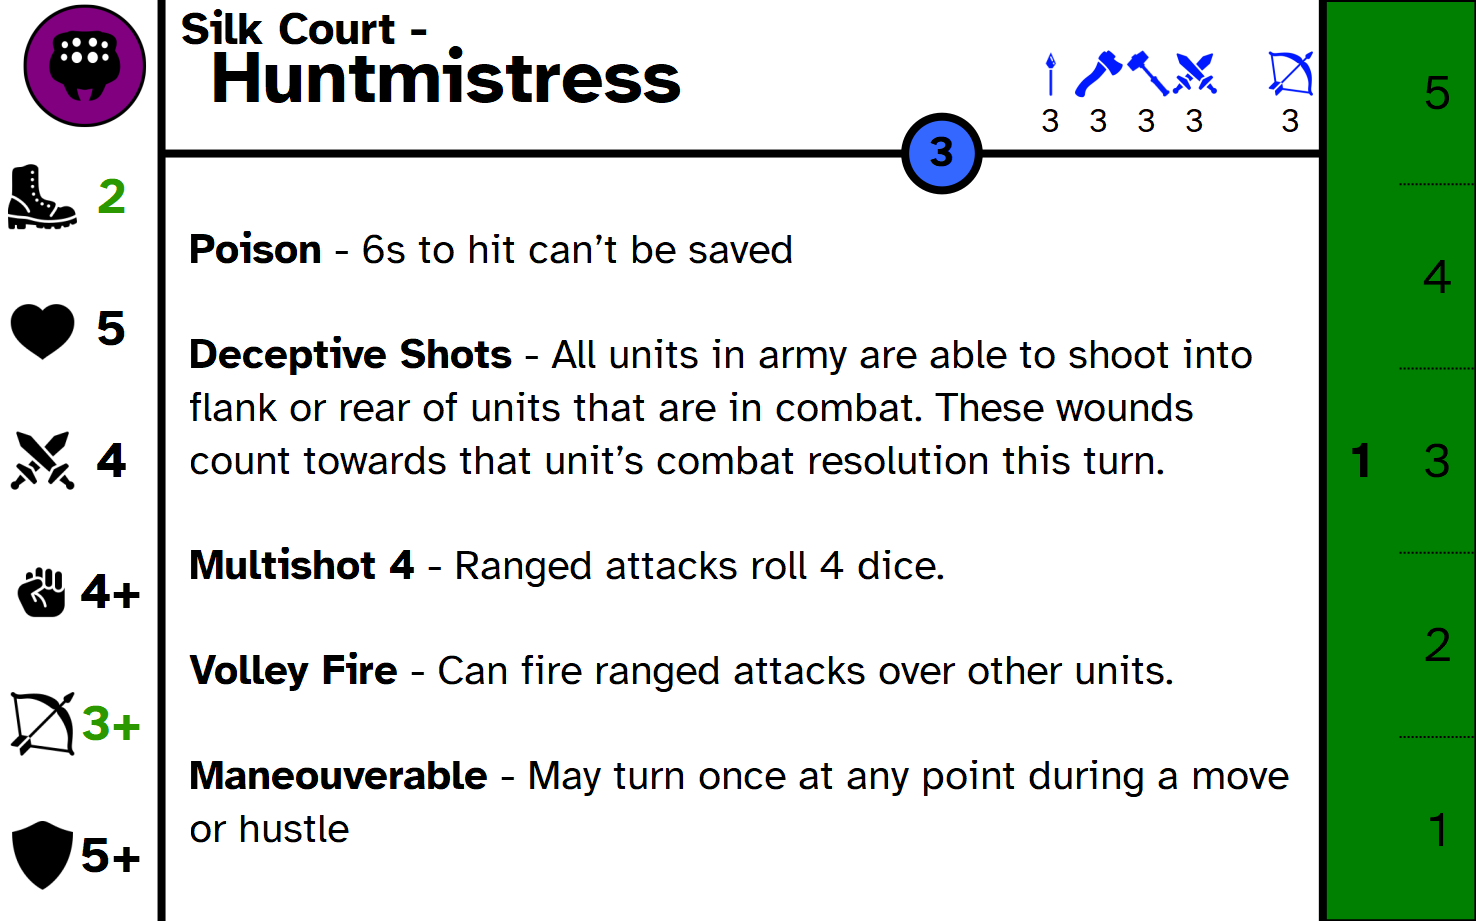 Silk Court -
Huntmistress
3 3 3 3 3
3
2
5
4
4+
3+
5+
Poison - 6s to hit can’t be saved
Deceptive Shots - All units in army are able to shoot into
flank or rear of units that are in combat. These wounds
count towards that unit’s combat resolution this turn.
Multishot 4 - Ranged attacks roll 4 dice.
Volley Fire - Can fire ranged attacks over other units.
Maneouverable - May turn once at any point during a move
or hustle
5
4
1 3
2
1